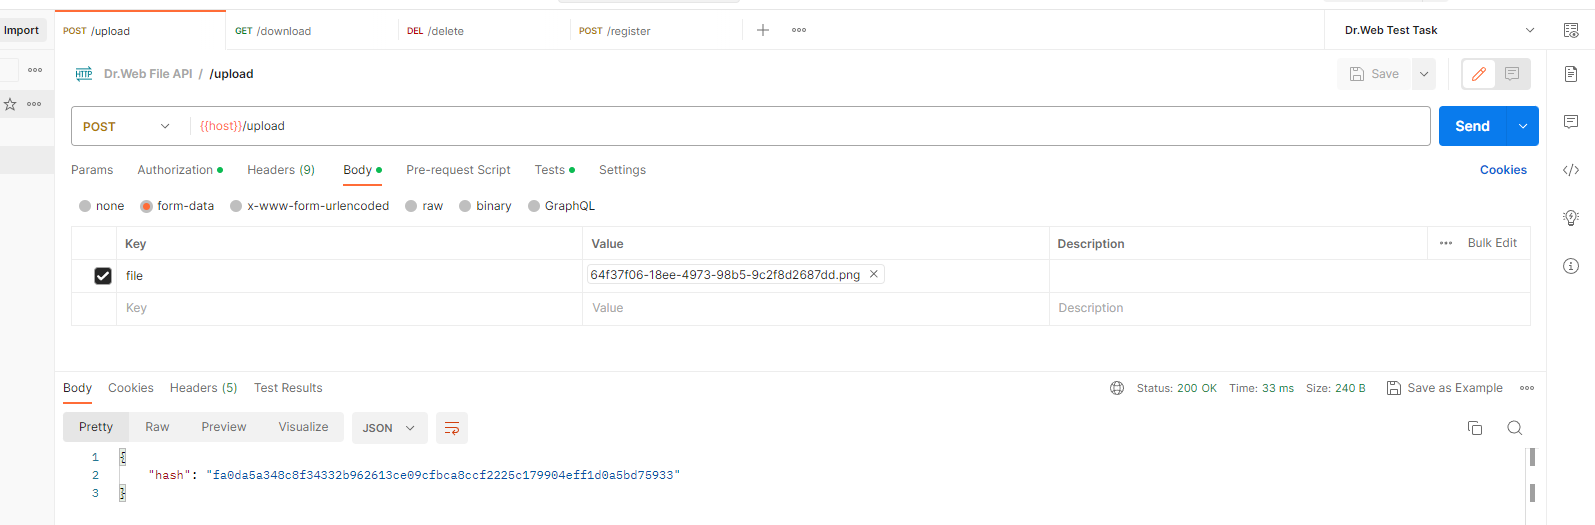 Import
POST /upload
GET /download
DEL /delete
POST /register
Dr.Web Test Task
HTTP Dr.Web File API / /upload
Save
POST
{{host}}/upload
Send
Params Authorization Headers (9) Body Pre-request Script Tests Settings Cookies
none form-data x-www-form-urlencoded raw binary GraphQL
Key Value Description Bulk Edit
file 64f37f06-18ee-4973-98b5-9c2f8d2687dd.png
Key Value Description
Body Cookies Headers (5) Test Results Status: 200 OK Time: 33 ms Size: 240 B Save as Example
Pretty Raw Preview Visualize JSON
1 {
2 "hash": "fa0da5a348c8f34332b962613ce09cfbca8ccf2225c179904eff1d0a5bd75933"
3 }